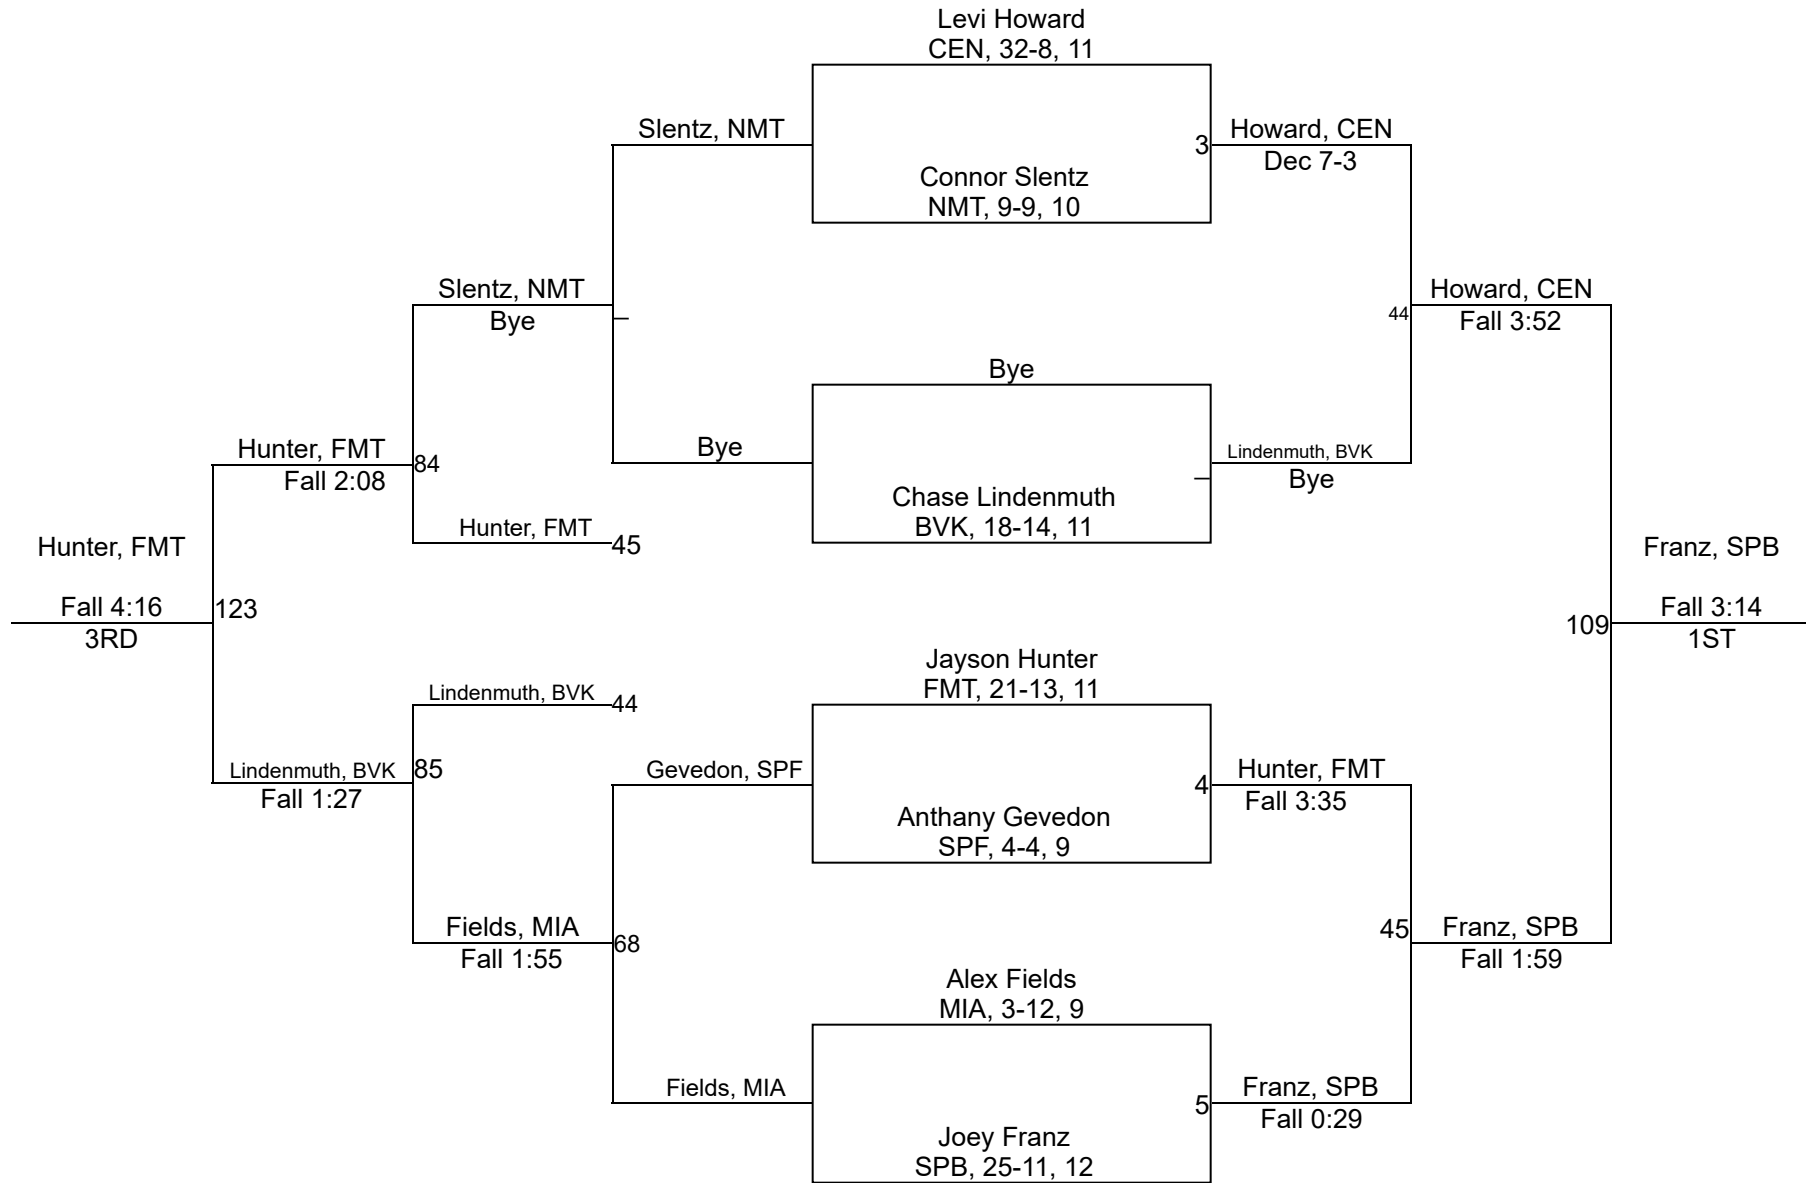 Levi Howard
CEN, 32-8, 11
Slentz, NMT
3
Howard, CEN
Dec 7-3
Connor Slentz
NMT, 9-9, 10
Slentz, NMT
Bye
44
Howard, CEN
Fall 3:52
Bye
Bye
Lindenmuth, BVK
Bye
Chase Lindenmuth
BVK, 18-14, 11
Hunter, FMT
Fall 2:08
84
Hunter, FMT
45
Hunter, FMT
Fall 4:16
3RD
123
Franz, SPB
Fall 3:14
1ST
109
Jayson Hunter
FMT, 21-13, 11
Lindenmuth, BVK
44
Lindenmuth, BVK
Fall 1:27
85
Gevedon, SPF
4
Hunter, FMT
Fall 3:35
Anthany Gevedon
SPF, 4-4, 9
Fields, MIA
Fall 1:55
68
45
Franz, SPB
Fall 1:59
Alex Fields
MIA, 3-12, 9
Fields, MIA
5
Franz, SPB
Fall 0:29
Joey Franz
SPB, 25-11, 12